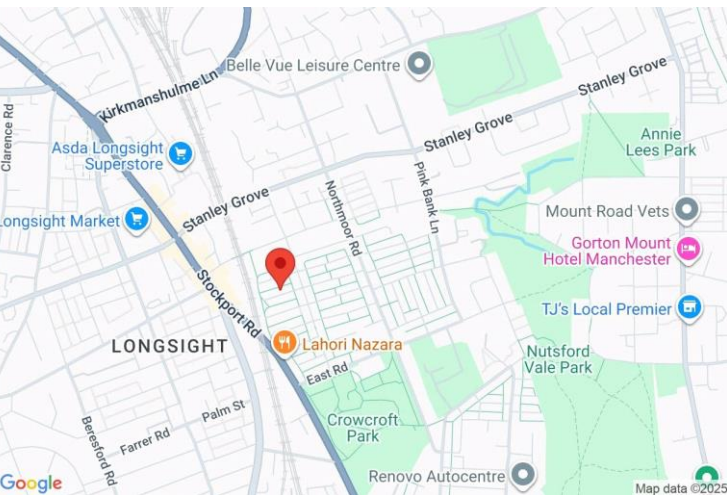 Belle Vue Leisure Centre
Kirkmanshulme Ln
Clarence Rd
Asda Longsight
Superstore
Stanley Grove
Stanley Grove
Annie
Lees Park
Pink Bank Ln
Northmoor Rd
Longsight Market
Stanley Grove
Mount Road Vets
Gorton Mount
Hotel Manchester
Stockport Rd
TJ's Local Premier
LONGSIGHT
Lahori Nazara
Nutsford
Vale Park
East Rd
Palm St
Beresford Rd
Farrer Rd
Crowcroft
Park
Renovo Autocentre
Google
Map data ©2025